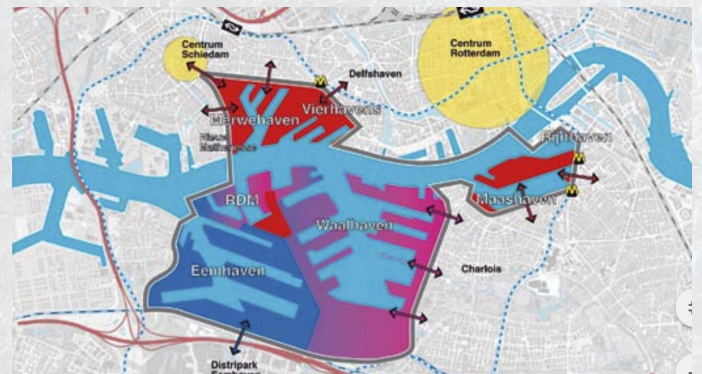 Centrum
Schiedam
Centrum
Rotterdam
Delfshaven
M
Vierhavens
Merwehaven
Nieuw
Mathenesse
Rijnhaven
M
M
Maashaven
RDM
Waalhaven
Eemhaven
Charlois
Distripark
Eemhaven